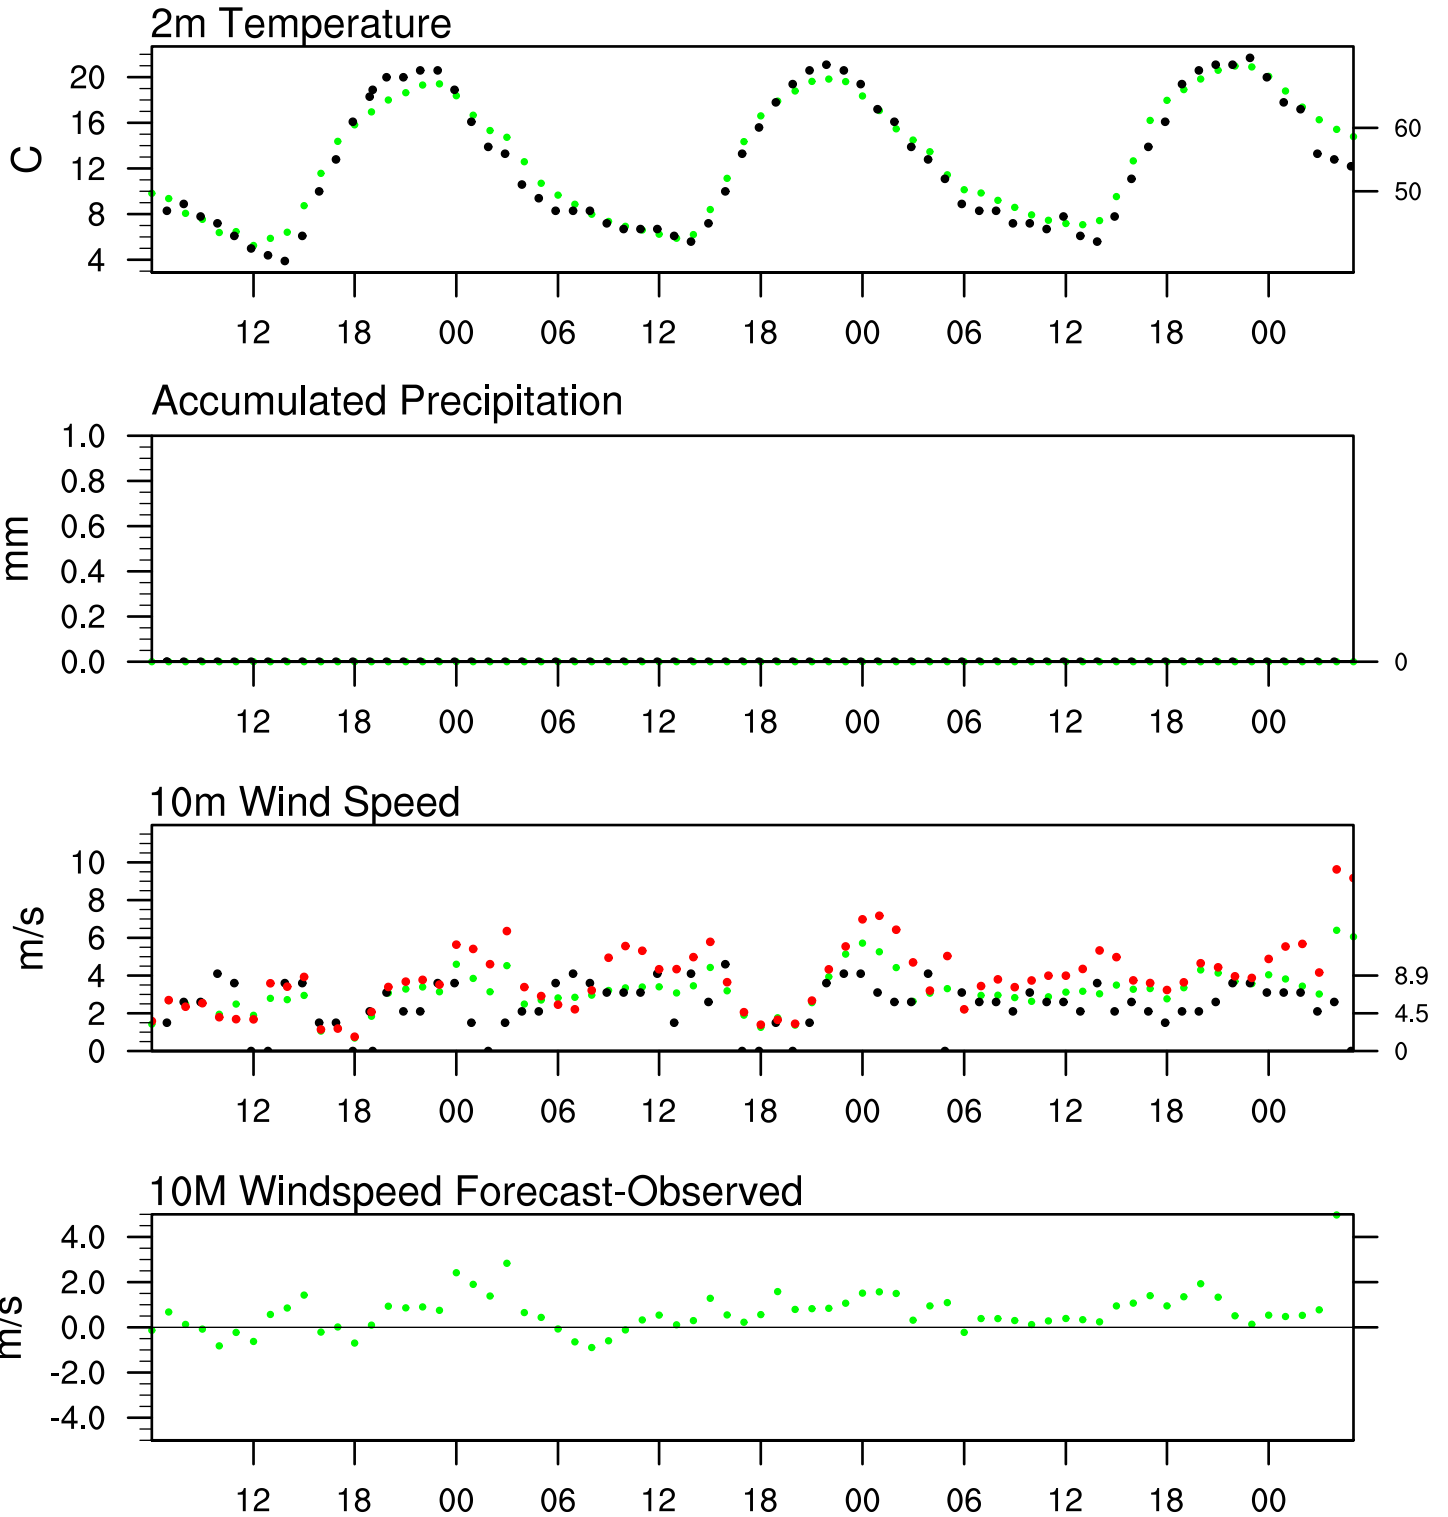 2m Temperature
20
16
12
8
4
C
60
50
12 18 00 06 12 18 00 06 12 18 00
Accumulated Precipitation
1.0
0.8
0.6
0.4
0.2
0.0
mm
0
12 18 00 06 12 18 00 06 12 18 00
10m Wind Speed
10
8
6
4
2
0
m/s
8.9
4.5
0
12 18 00 06 12 18 00 06 12 18 00
10M Windspeed Forecast-Observed
4.0
2.0
0.0
-2.0
-4.0
m/s
12 18 00 06 12 18 00 06 12 18 00